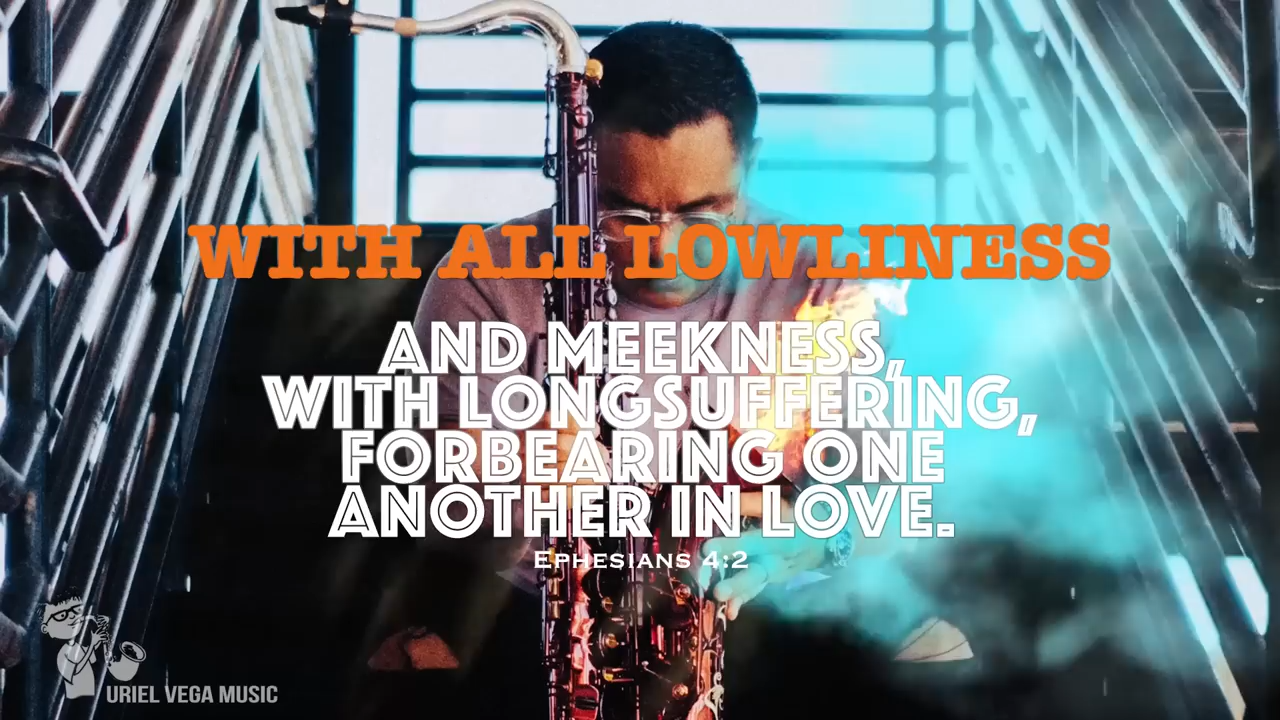 WITH ALL LOWLINESS
AND MEEKNESS,
WITH LONGSUFFERING,
FORBEARING ONE
ANOTHER IN LOVE.
EPHESIANS 4:2
URIEL VEGA MUSIC